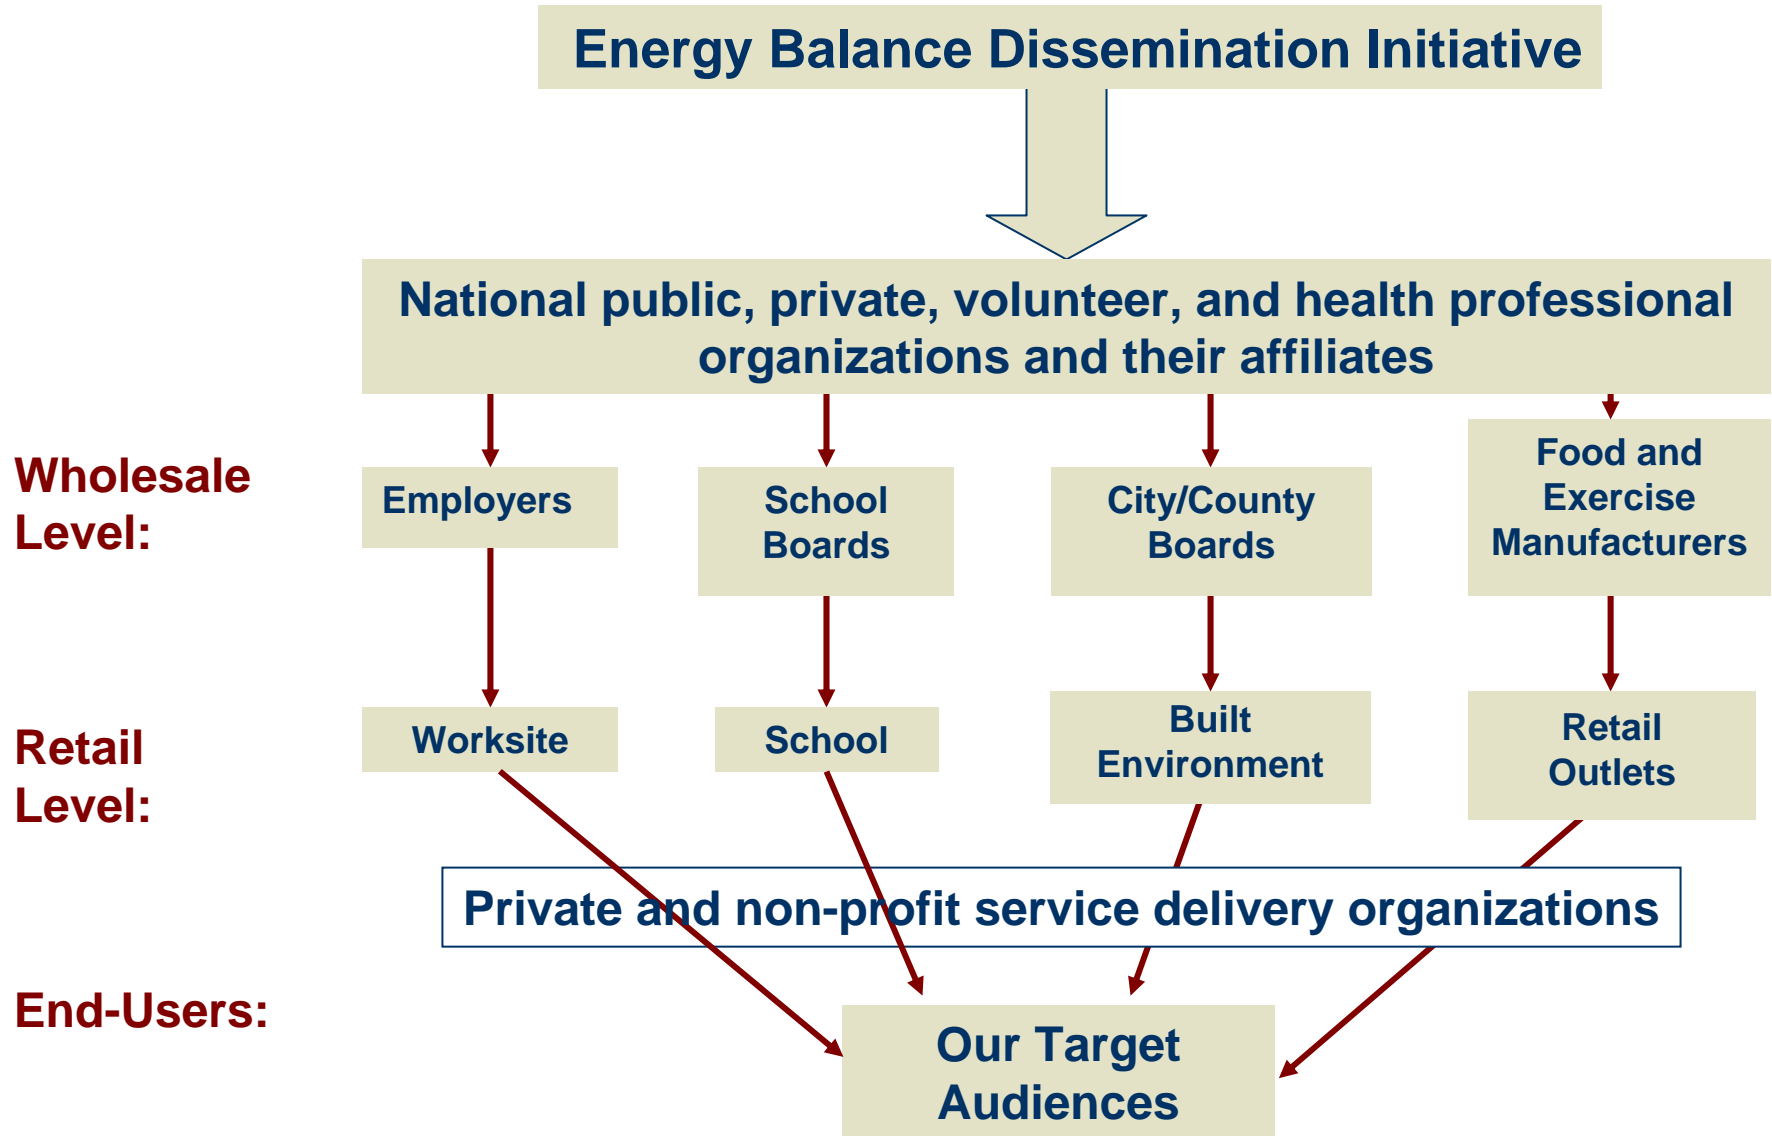 Energy Balance Dissemination Initiative
National public, private, volunteer, and health professional
organizations and their affiliates
Wholesale
Level:
Employers
School
Boards
City/County
Boards
Food and
Exercise
Manufacturers
Retail
Level:
Worksite
School
Built
Environment
Retail
Outlets
Private and non-profit service delivery organizations
End-Users:
Our Target
Audiences